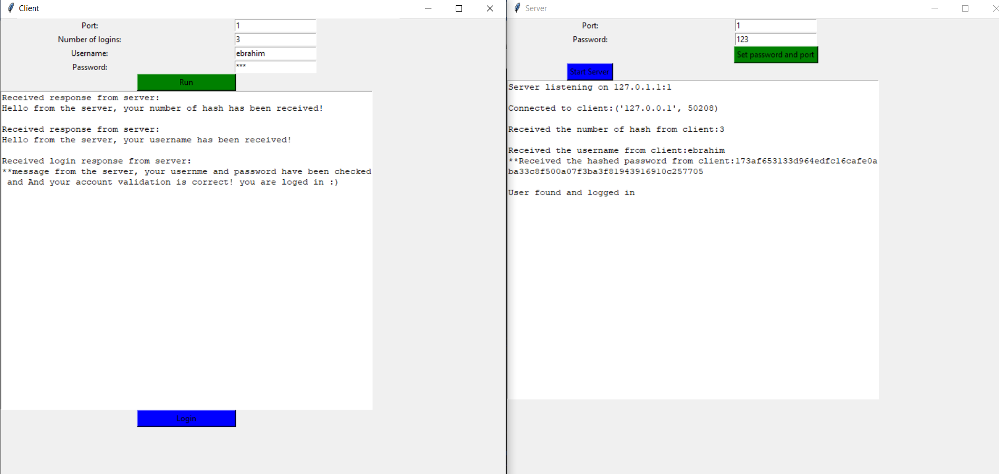 Client
Port:
1
Number of logins:
3
Username:
ebrahim
Password:
***
Run
Received response from server:
Hello from the server, your number of hash has been received!
Received response from server:
Hello from the server, your username has been received!
Received login response from server:
**message from the server, your usernme and password have been checked
and And your account validation is correct! you are loged in :)
Login
Server
Port:
1
Password:
123
Set password and port
Start Server
Server listening on 127.0.1.1:1
Connected to client:('127.0.0.1', 50208)
Received the number of hash from client:3
Received the username from client:ebrahim
**Received the hashed password from client:173af653133d964edfc16cafe0a
ba33c8f500a07f3ba3f81943916910c257705
User found and logged in